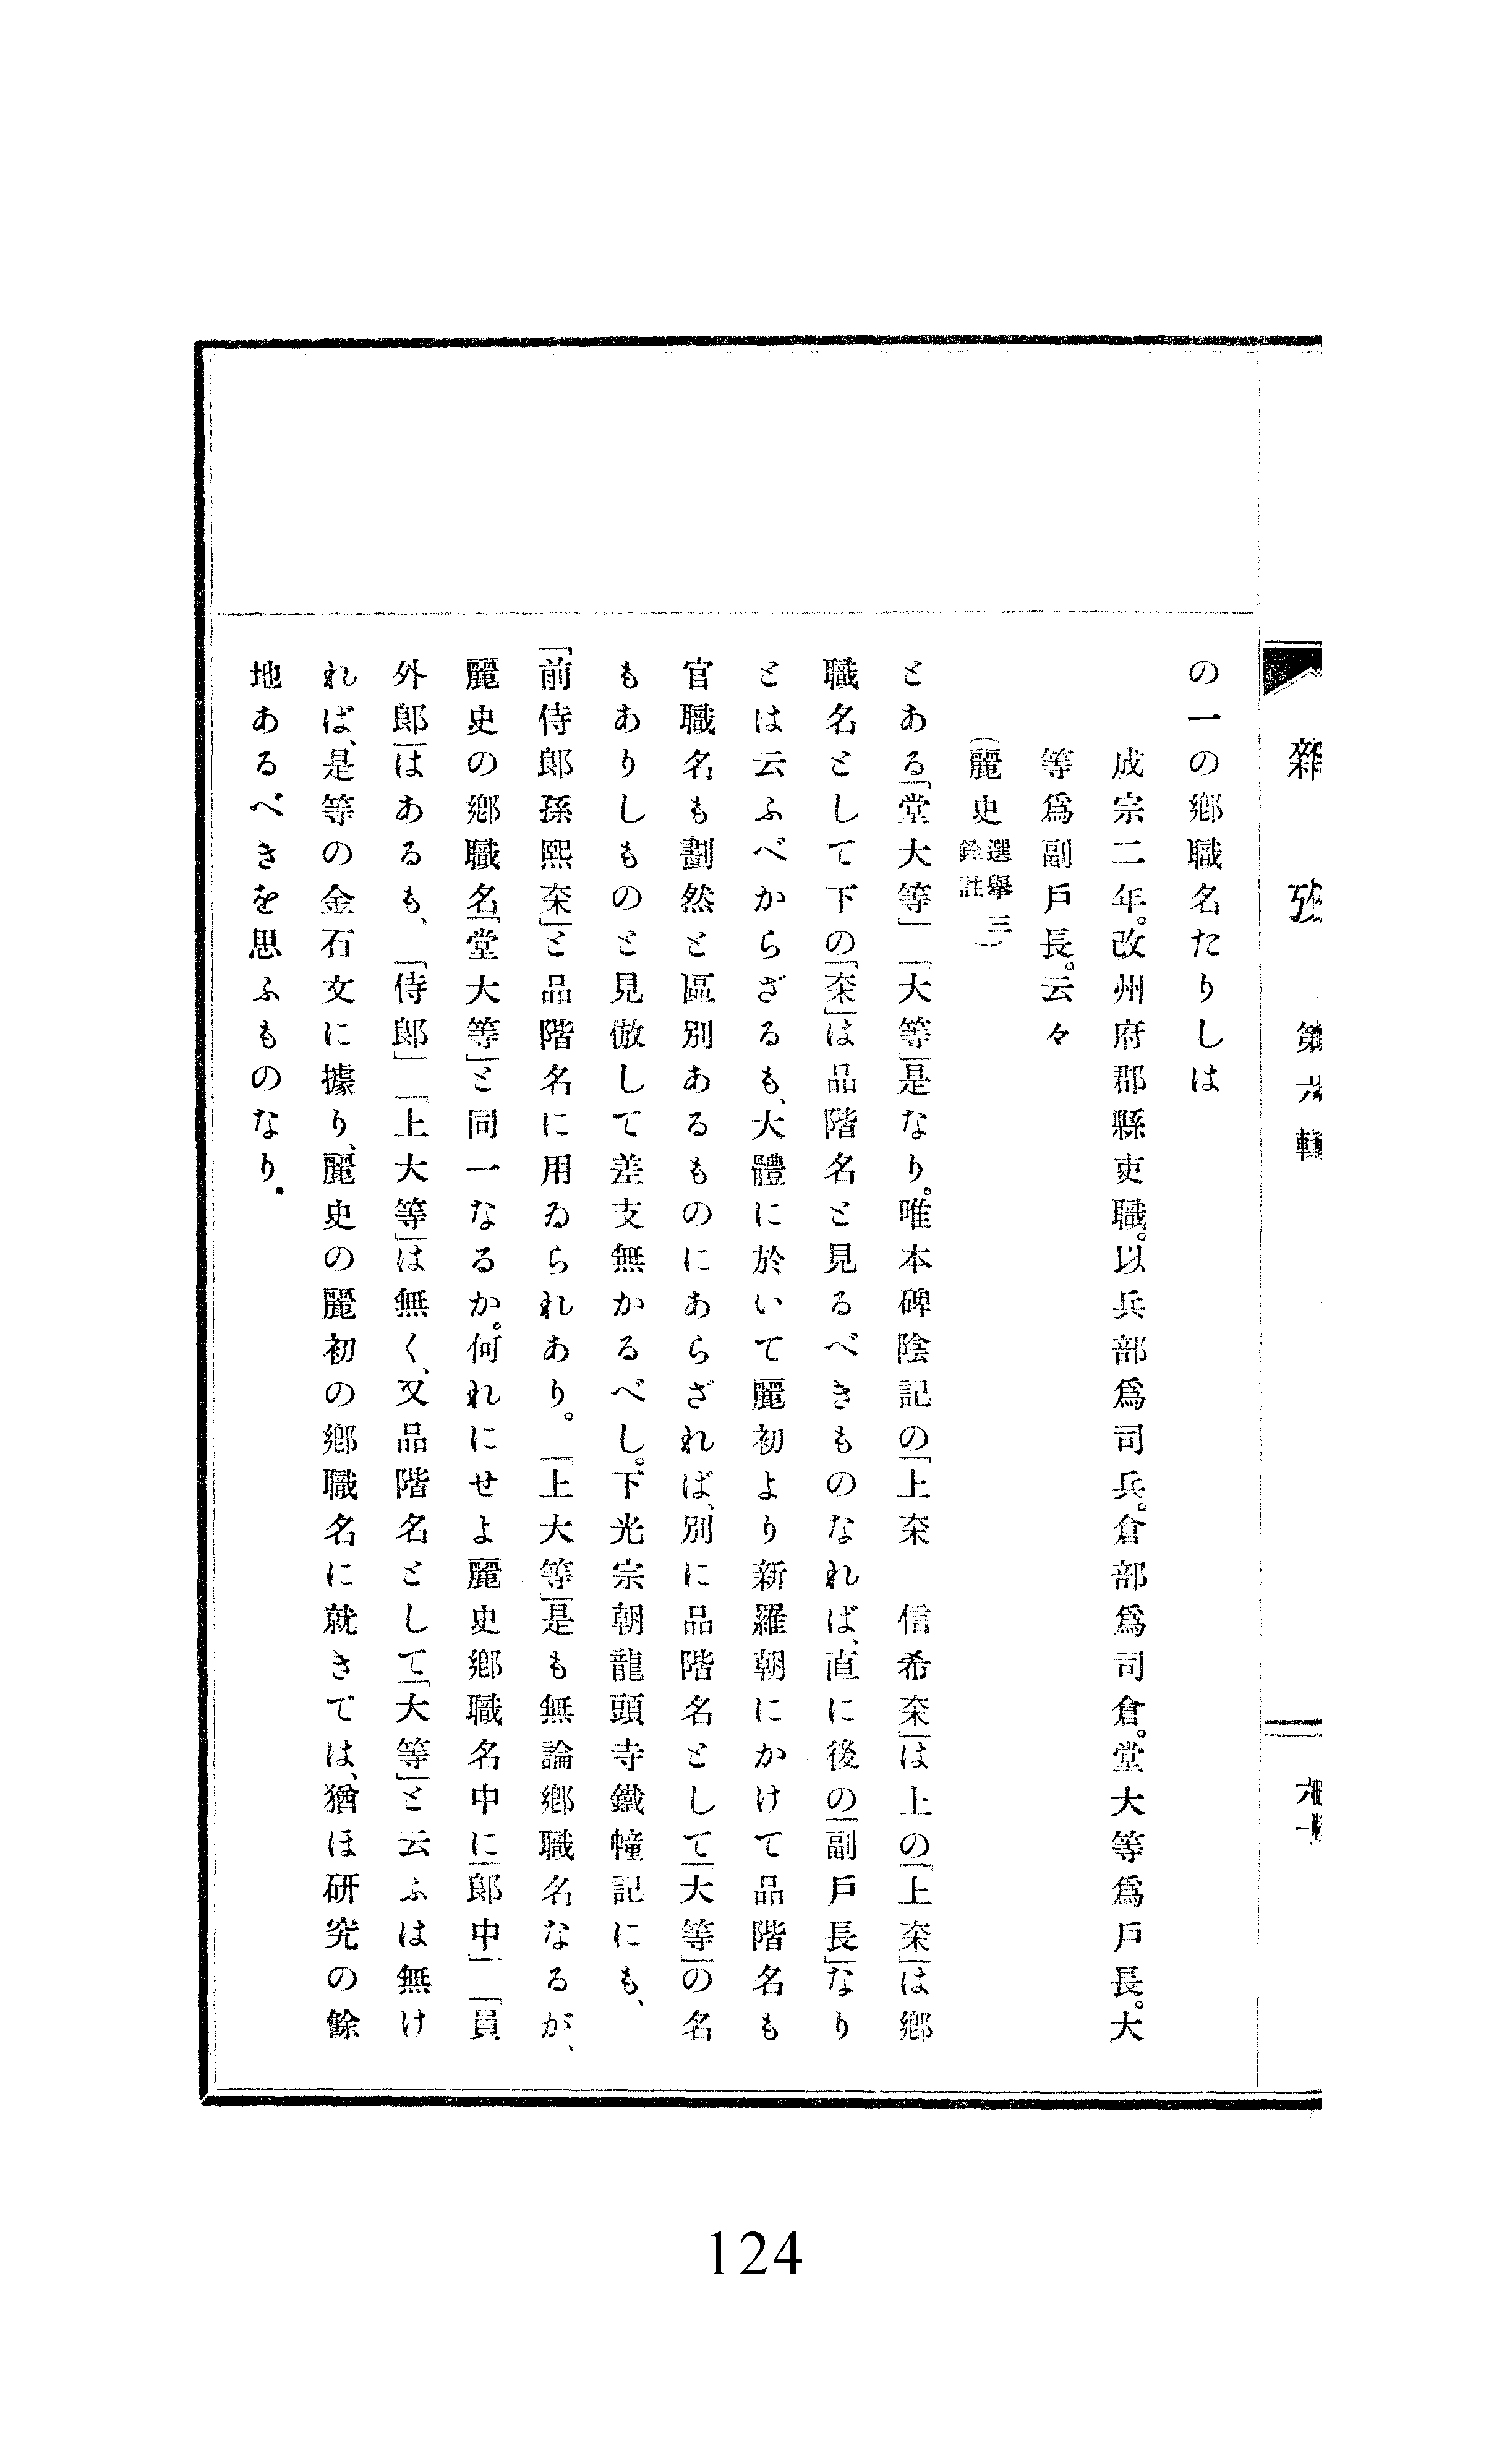 雜攷 第六輯
の一の鄕職名たりしは
成宗二年。改州府郡縣吏職。以兵部爲司兵。倉部爲司倉。堂大等爲戶長。大
等爲副戶長。云々
(麗史選擧三銓註)
とある「堂大等」「大等」是なり。唯本碑陰記の「上柰　信希柰」は上の「上柰」は鄕
職名として下の「柰」は品階名と見るべきものなれば、直に後の「副戶長」なり
とは云ふべからざるも、大體に於いて麗初より新羅朝にかけて品階名も
官職名も劃然と區別あるものにあらざれば、別に品階名として「大等」の名
もありしものと見倣して差支無かるべし。下光宗朝龍頭寺鐵幢記にも、
「前侍郞孫熙柰」と品階名に用ゐられあり。「上大等」是も無論鄕職名なるが、
麗史の鄕職名「堂大等」と同一なるか。何れにせよ麗史鄕職名中に「郞中」「員
外郞」はあるも、「侍郞」「上大等」は無く、又品階名として「大等」と云ふは無け
れば、是等の金石文に據り、麗史の麗初の鄕職名に就きては、猶ほ硏究の餘
地あるべきを思ふものなり.
124